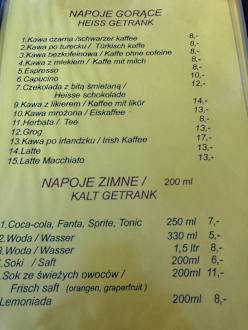 NAPOJE GORĄCE
HEISS GETRANK
1.Kawa czarna /schwarzer kaffee 8,-
2.Kawa po turecku / Türkisch kaffe 8,-
3.Kawa bezkofeinowa / Kaffe ohne cofeine 8,-
4.Kawa z mlekiem / Kaffe mit milch 8,-
5.Espresso 8,-
6.Capucino 10,-
7.Czekolada z bitą śmietaną / 12,-
Heisse schokolade
9.Kawa z likierem / Kaffee mit likör 14,-
10.Kawa mrożona / Eiskaffee 13,-
11.Herbata / Tee 8,-
12.Grog 13,-
13.Kawa po irlandzku / Irish Kaffee 17,-
14.Latte 13,-
15.Latte Macchiato 13,-
NAPOJE ZIMNE / 200 ml
KALT GETRANK
1.Coca-cola, Fanta, Sprite, Tonic 250 ml 7,-
2.Woda / Wasser 330 ml 5,-
3.Woda / Wasser 1,5 ltr 8,-
4.Soki / Saft 200ml 6,-
5.Sok ze świeżych owoców / 200ml 11,-
Frisch saft (orangen, graperfruit)
Lemoniada 200ml 8,-